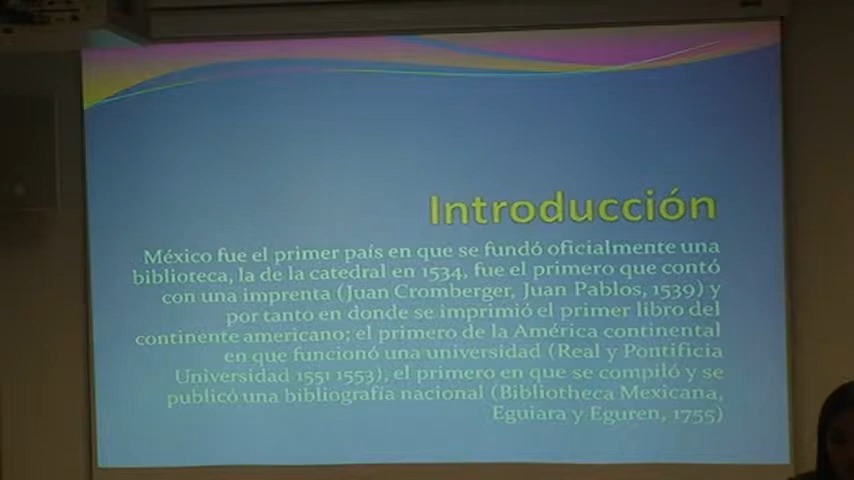 Introducción
México fue el primer país en que se fundó oficialmente una
biblioteca, la de la catedral en 1534, fue el primero que contó
con una imprenta (Juan Cromberger, Juan Pablos, 1539) y
por tanto en donde se imprimió el primer libro del
continente americano; el primero de la América continental
en que funcionó una universidad (Real y Pontificia
Universidad 1551 1553), el primero en que se compiló y se
publicó una bibliografía nacional (Bibliotheca Mexicana,
Eguiara y Eguren, 1755)